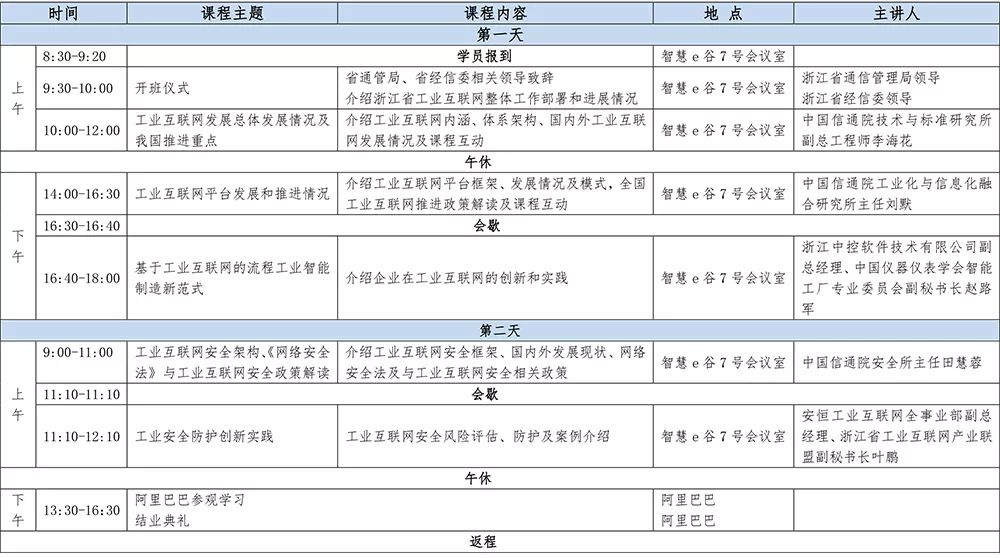 时间 课程主题 课程内容 地 点 主讲人
第一天
上午
8:30-9:20 学员报到 智慧 e 谷 7 号会议室
9:30-10:00 开班仪式 省通管局、省经信委相关领导致辞
介绍浙江省工业互联网整体工作部署和进展情况 智慧 e 谷 7 号会议室 浙江省通信管理局领导
浙江省经信委领导
10:00-12:00 工业互联网发展总体发展情况及
我国推进重点 介绍工业互联网内涵、体系架构、国内外工业互联
网发展情况及课程互动 智慧 e 谷 7 号会议室 中国信通院技术与标准研究所
副总工程师李海花
午休
下午
14:00-16:30 工业互联网平台发展和推进情况 介绍工业互联网平台框架、发展情况及模式，全国
工业互联网推进政策解读及课程互动 智慧 e 谷 7 号会议室 中国信通院工业化与信息化融
合研究所主任刘默
16:30-16:40 会歇
16:40-18:00 基于工业互联网的流程工业智能
制造新范式 介绍企业在工业互联网的创新和实践 智慧 e 谷 7 号会议室 浙江中控软件技术有限公司副
总经理、中国仪器仪表学会智能
工厂专业委员会副秘书长赵路
军
第二天
上午
9:00-11:00 工业互联网安全架构、《网络安全
法》与工业互联网安全政策解读 介绍工业互联网安全框架、国内外发展现状、网络
安全法及与工业互联网安全相关政策 智慧 e 谷 7 号会议室 中国信通院安全所主任田慧蓉
11:10-11:10 会歇
11:10-12:10 工业安全防护创新实践 工业互联网安全风险评估、防护及案例介绍 智慧 e 谷 7 号会议室 安恒工业互联网全事业部副总
经理、浙江省工业互联网产业联
盟副秘书长叶鹏
午休
下午
13:30-16:30 阿里巴巴参观学习 阿里巴巴
结业典礼 阿里巴巴
返程